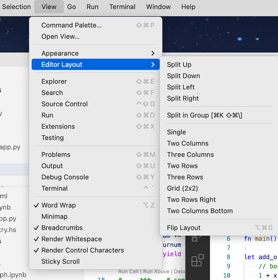 Selection View Go Run Terminal Window Help
Command Palette... ⇧⌘P
Open View...
Appearance >
Editor Layout >
Explorer ⇧⌘E
Search ⇧⌘F
Source Control ⌃⇧G
Run ⇧⌘D
Extensions ⇧⌘X
Testing
Problems ⇧⌘M
Output ⇧⌘U
Debug Console ⇧⌘Y
Terminal ⌃`
✓ Word Wrap ⌥Z
Minimap
✓ Breadcrumbs
✓ Render Whitespace
✓ Render Control Characters
Sticky Scroll
Split Up
Split Down
Split Left
Split Right
Split in Group [⌘K ⇧⌘\]
Single
Two Columns
Three Columns
Two Rows
Three Rows
Grid (2x2)
Two Rows Right
Two Columns Bottom
Flip Layout ⌥⌘0
app.py
ynb
py
ry.hs
ph.ipynb
urnum
yield
Run Cell | Run Above | Debu
fn main()
let add_o
// bo
1 + x